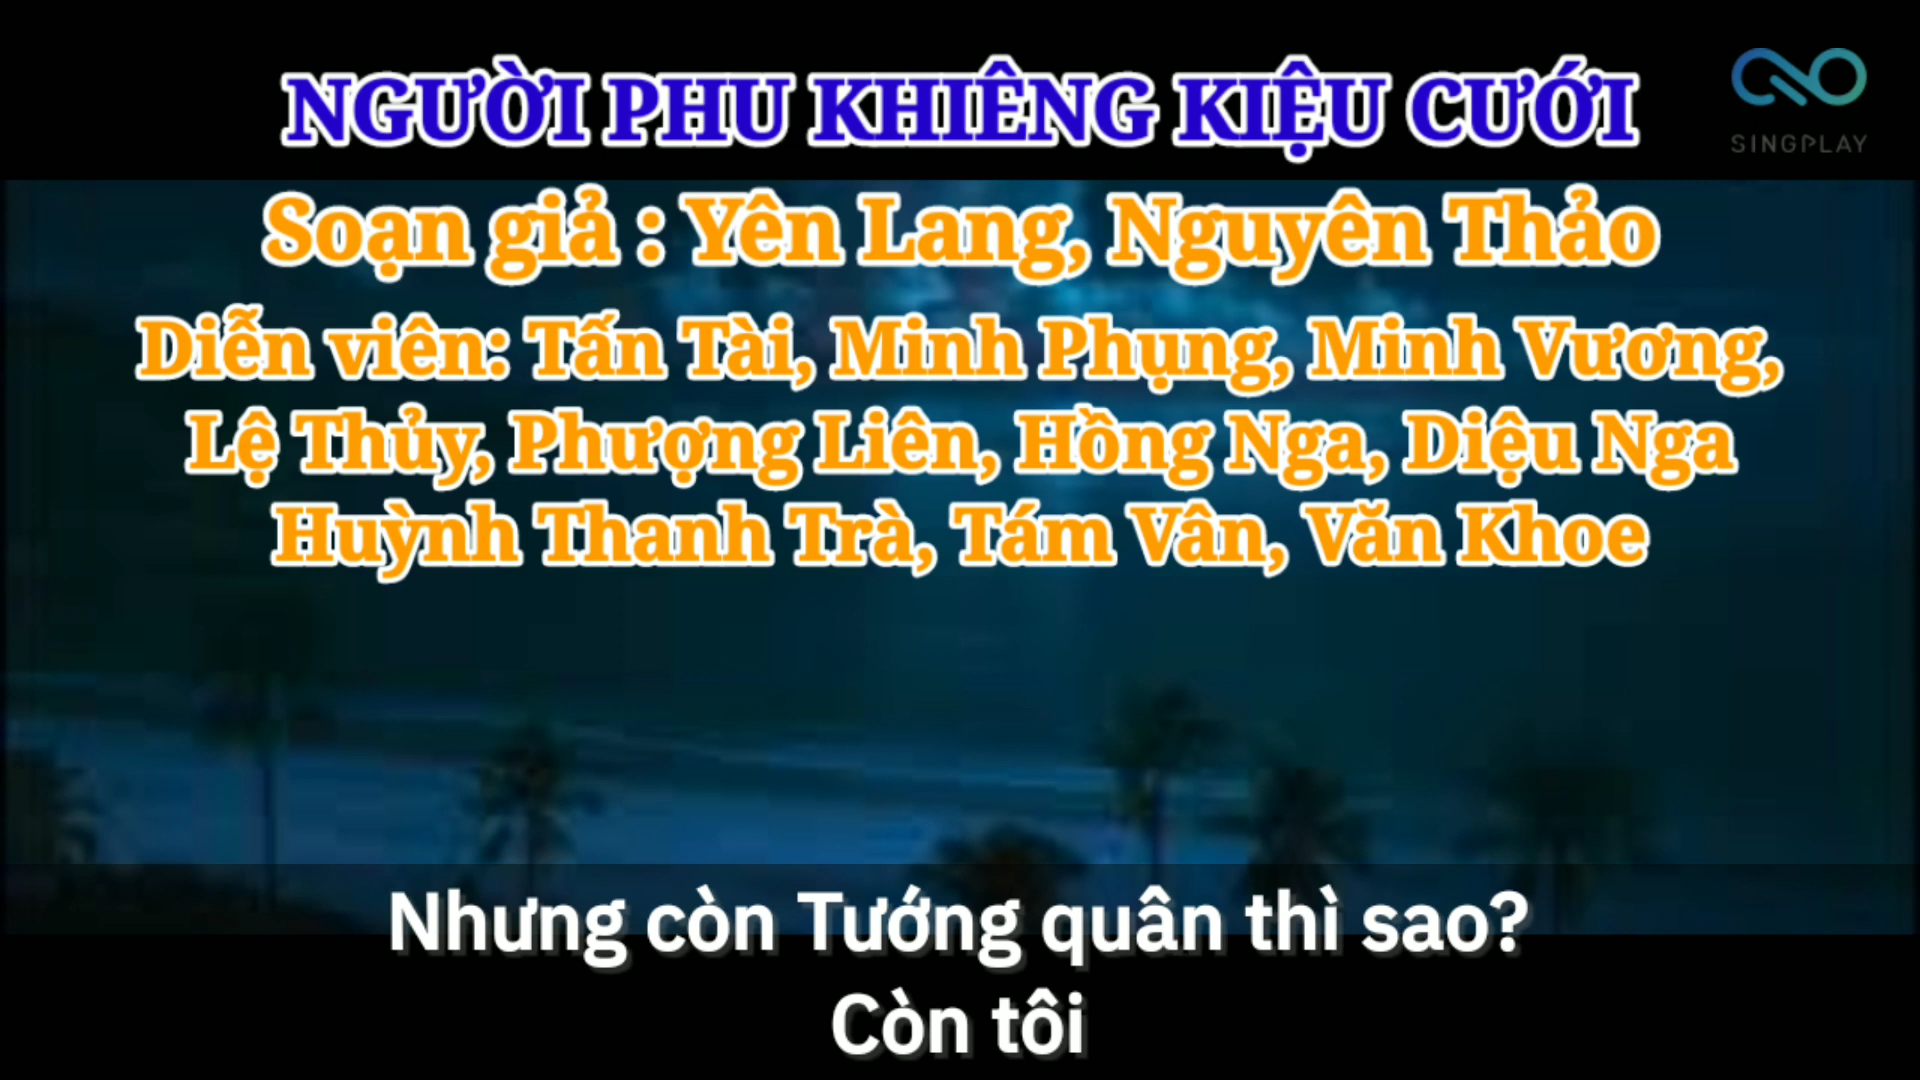 NGƯỜI PHU KHIÊNG KIỆU CƯỚI
SINGPLAY
Soạn giả : Yên Lang, Nguyên Thảo
Diễn viên: Tấn Tài, Minh Phụng, Minh Vương,
Lệ Thủy, Phượng Liên, Hồng Nga, Diệu Nga
Huỳnh Thanh Trà, Tám Vân, Văn Khoe
Nhưng còn Tướng quân thì sao?
Còn tôi